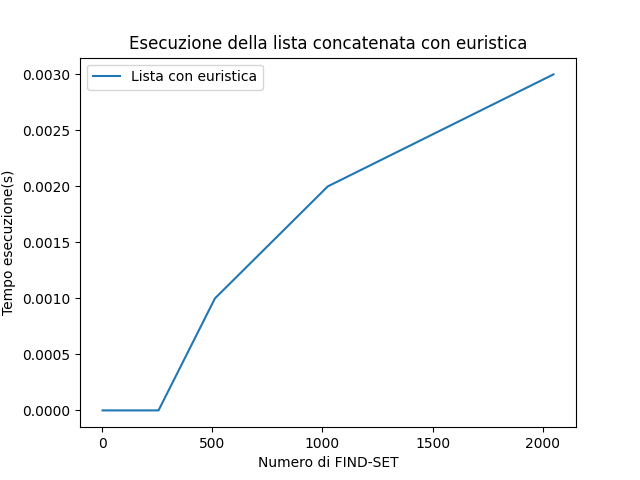 Esecuzione della lista concatenata con euristica
Lista con euristica
0.0030
0.0025
0.0020
0.0015
0.0010
0.0005
0.0000
Tempo esecuzione(s)
0 500 1000 1500 2000
Numero di FIND-SET